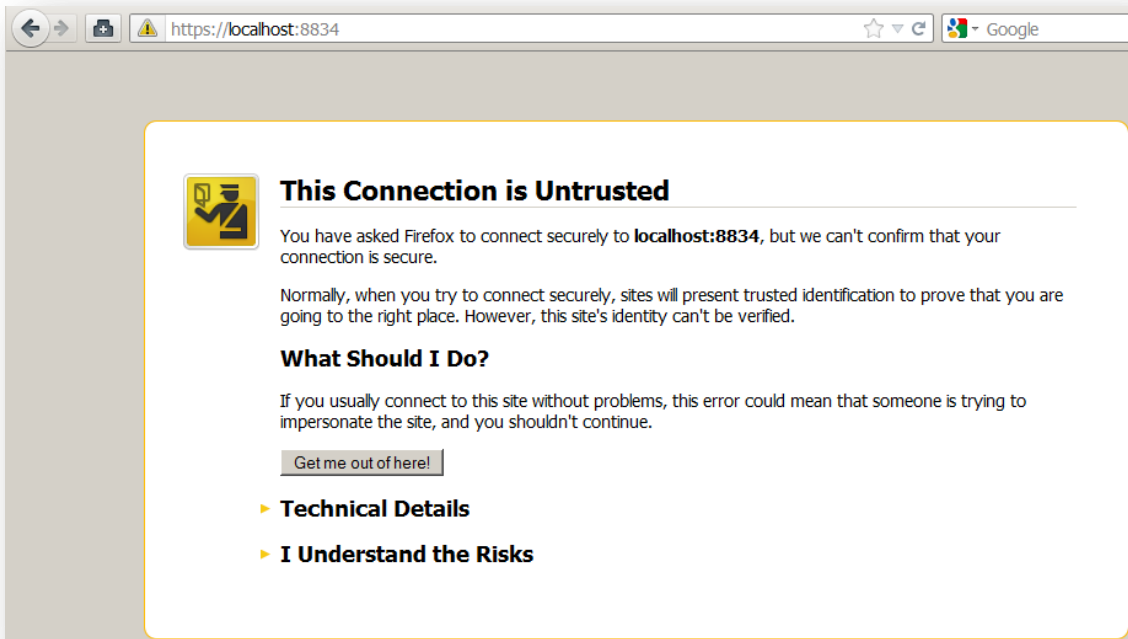 https://localhost:8834
Google
This Connection is Untrusted
You have asked Firefox to connect securely to localhost:8834, but we can't confirm that your
connection is secure.
Normally, when you try to connect securely, sites will present trusted identification to prove that you are
going to the right place. However, this site's identity can't be verified.
What Should I Do?
If you usually connect to this site without problems, this error could mean that someone is trying to
impersonate the site, and you shouldn't continue.
Get me out of here!
Technical Details
I Understand the Risks